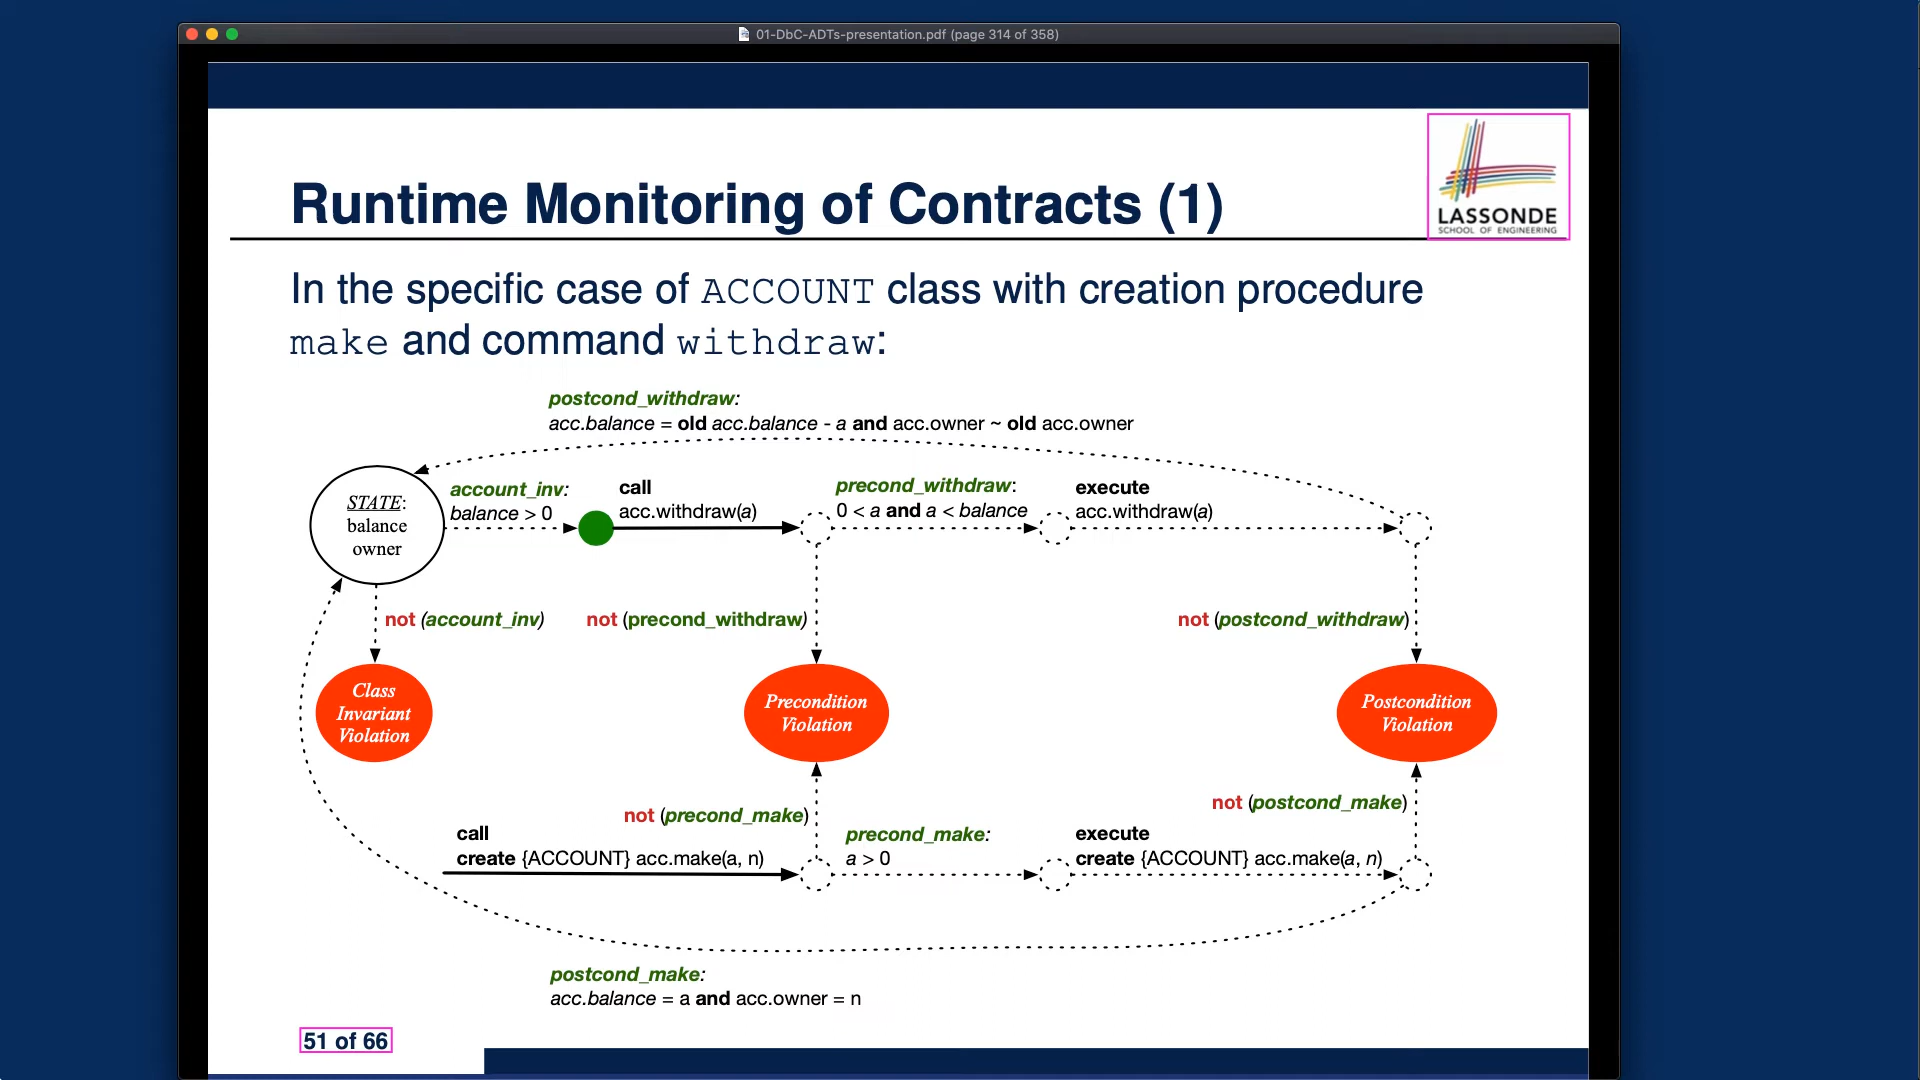 01-DbC-ADTs-presentation.pdf (page 314 of 358)
LASSONDE
SCHOOL OF ENGINEERING
Runtime Monitoring of Contracts (1)
In the specific case of ACCOUNT class with creation procedure
make and command withdraw:
postcond_withdraw:
acc.balance = old acc.balance - a and acc.owner ~ old acc.owner
STATE:
balance
owner
account_inv:
balance > 0
call
acc.withdraw(a)
precond_withdraw:
0 < a and a < balance
execute
acc.withdraw(a)
not (account_inv)
not (precond_withdraw)
not (postcond_withdraw)
Class
Invariant
Violation
Precondition
Violation
Postcondition
Violation
not (precond_make)
not (postcond_make)
call
create {ACCOUNT} acc.make(a, n)
precond_make:
a > 0
execute
create {ACCOUNT} acc.make(a, n)
postcond_make:
acc.balance = a and acc.owner = n
51 of 66